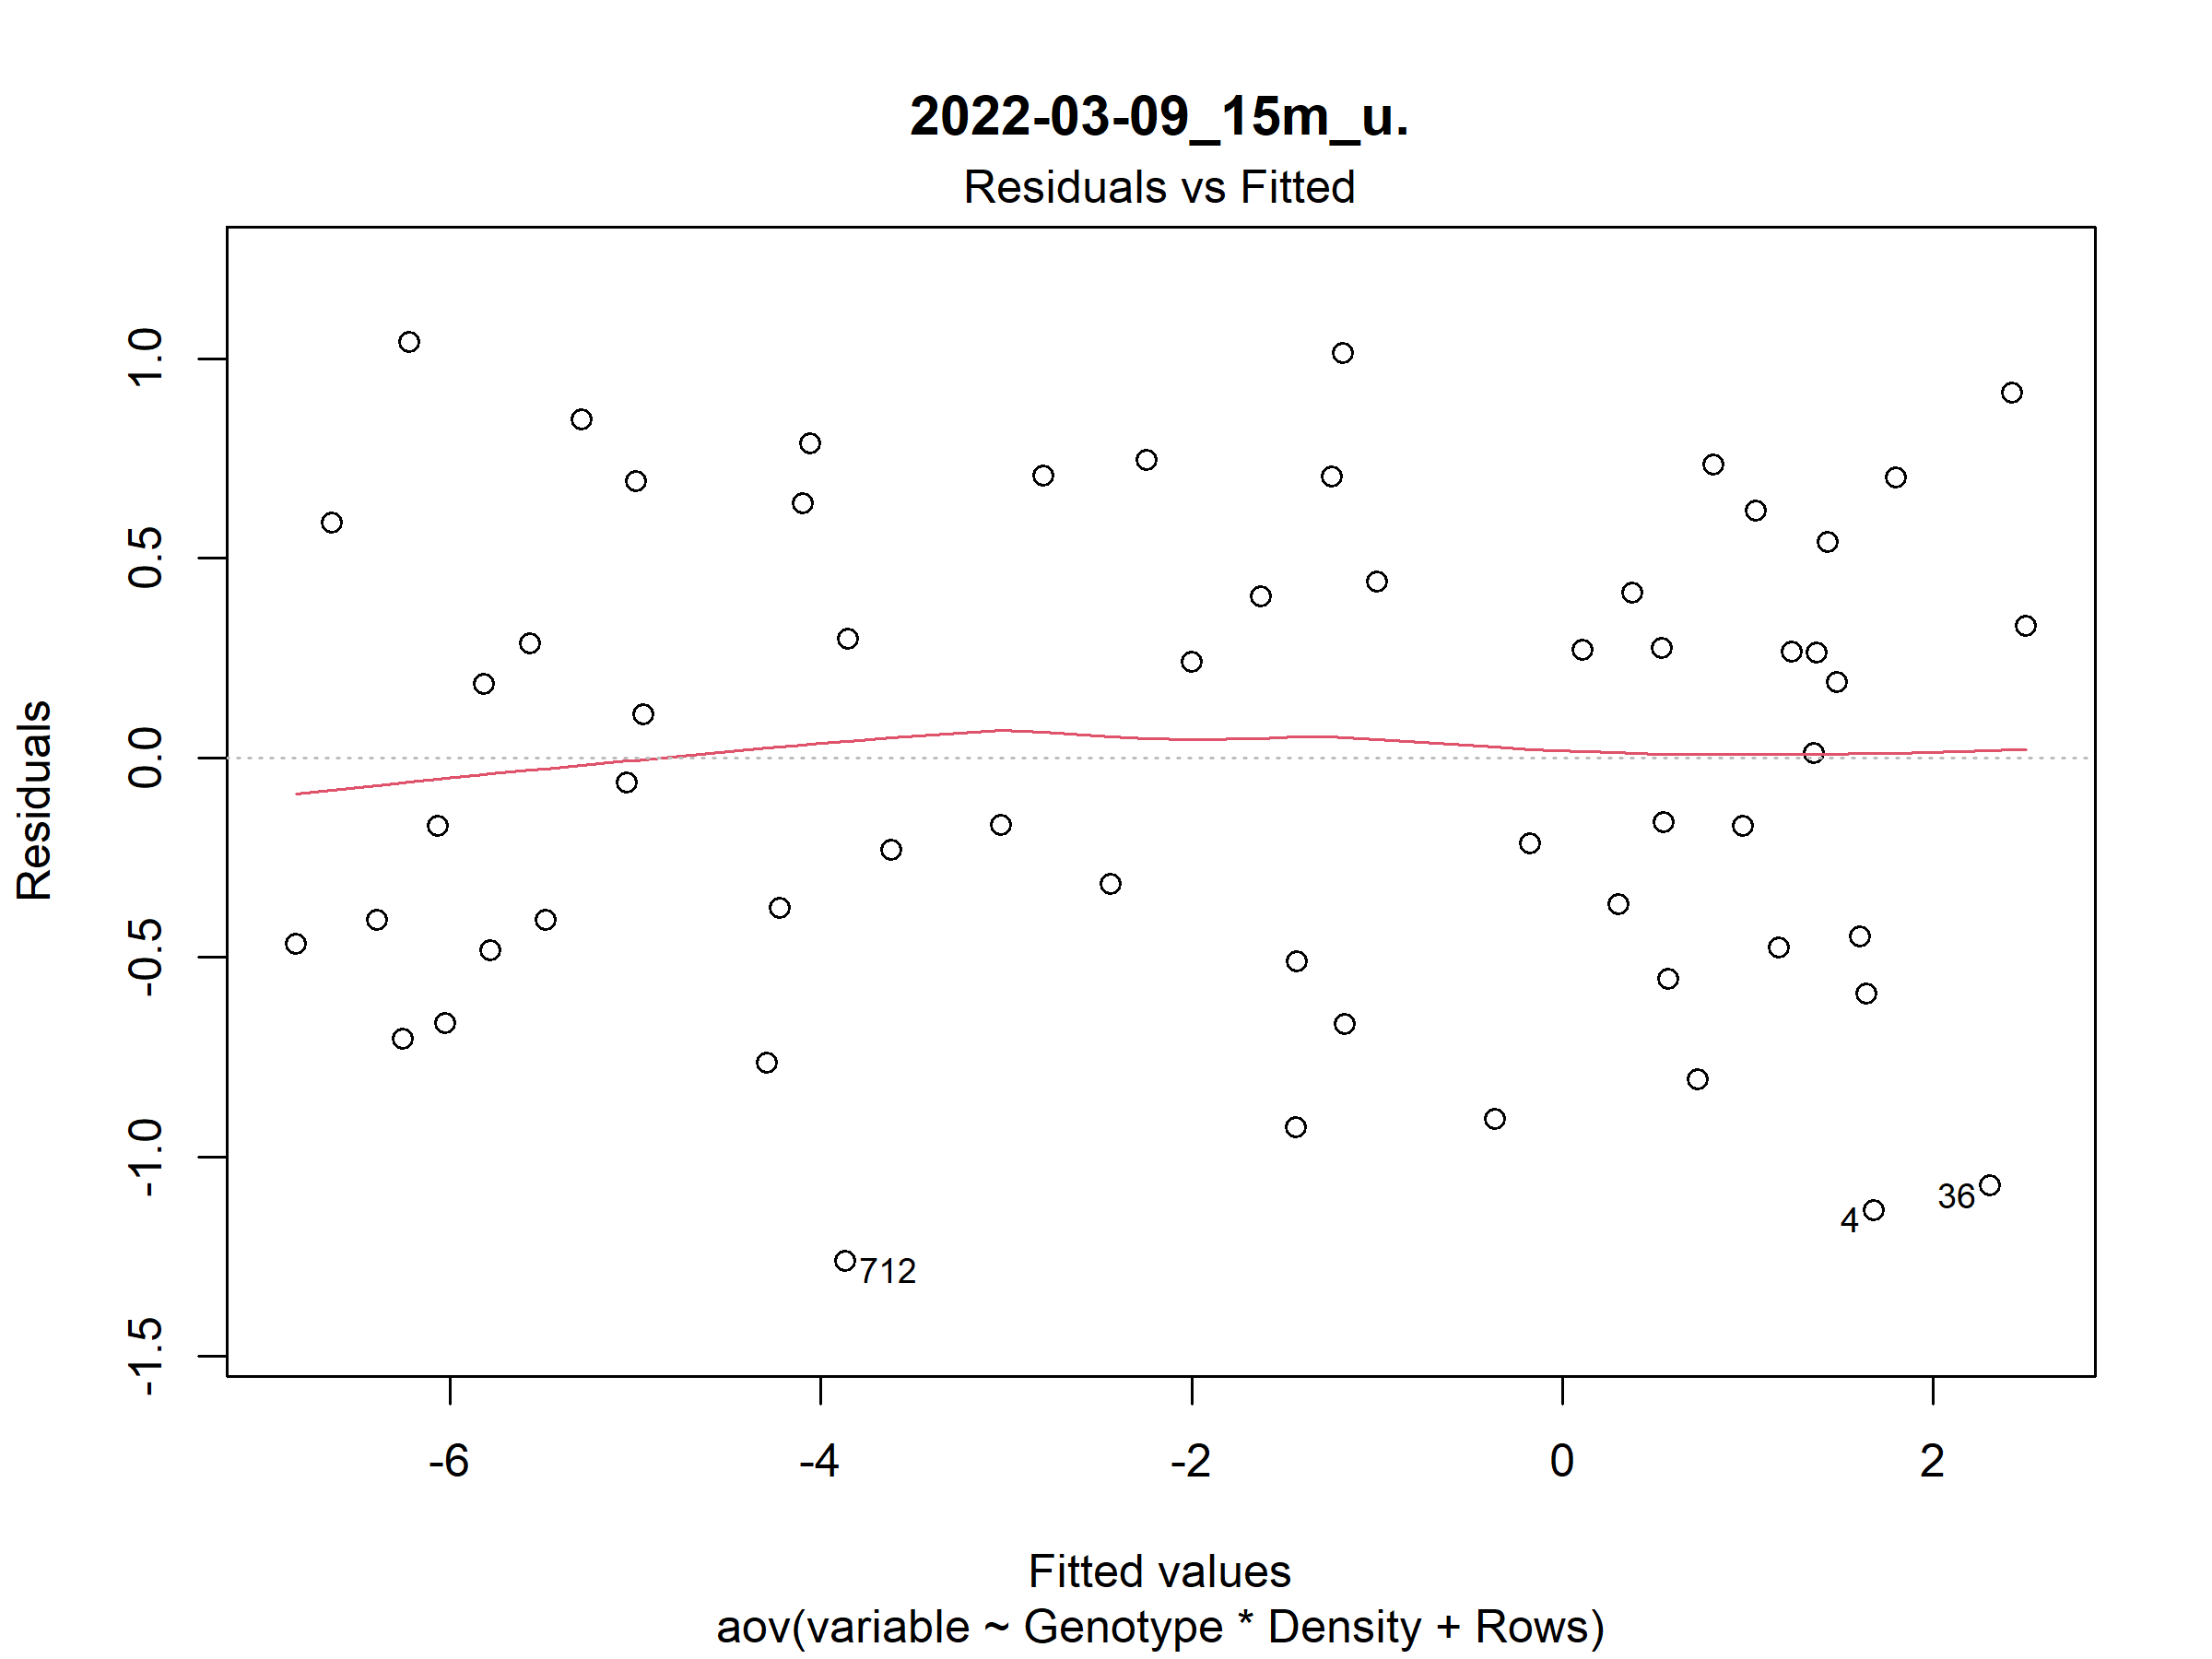 2022-03-09_15m_u.
Residuals vs Fitted
Residuals
1.0
0.5
0.0
-0.5
-1.0
-1.5
712
4
36
-6 -4 -2 0 2
Fitted values
aov(variable ~ Genotype * Density + Rows)